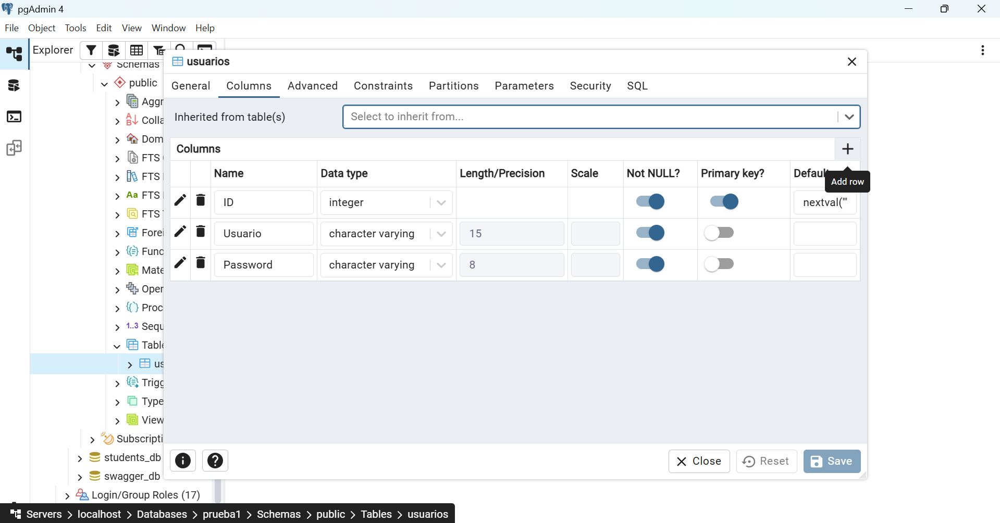 pgAdmin 4
File Object Tools Edit View Window Help
Explorer
Schemas
public
Aggr
Colla
Dom
FTS
FTS
FTS
FTS
Forei
Func
Mate
Oper
Proc
1..3 Sequ
Table
us
Trigg
Type
View
Subscripti
students_db
swagger_db
Login/Group Roles (17)
usuarios
General Columns Advanced Constraints Partitions Parameters Security SQL
Inherited from table(s) Select to inherit from...
Columns
Name Data type Length/Precision Scale Not NULL? Primary key? Default
Add row
ID integer nextval('"
Usuario character varying 15
Password character varying 8
Close Reset Save
Servers > localhost > Databases > prueba1 > Schemas > public > Tables > usuarios